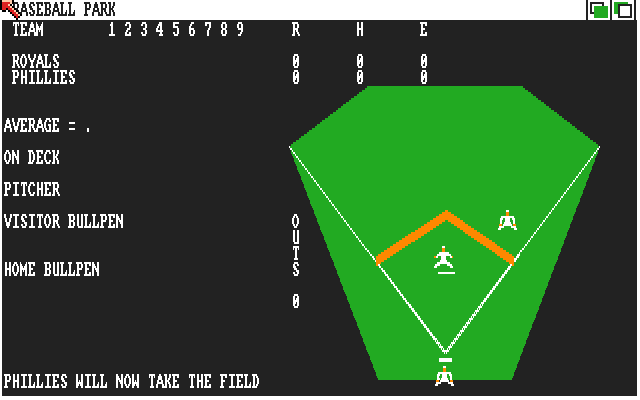 BASEBALL PARK
TEAM 1 2 3 4 5 6 7 8 9 R H E
ROYALS 0 0 0
PHILLIES 0 0 0
AVERAGE = .
ON DECK
PITCHER
VISITOR BULLPEN
OUTS
HOME BULLPEN
0
PHILLIES WILL NOW TAKE THE FIELD